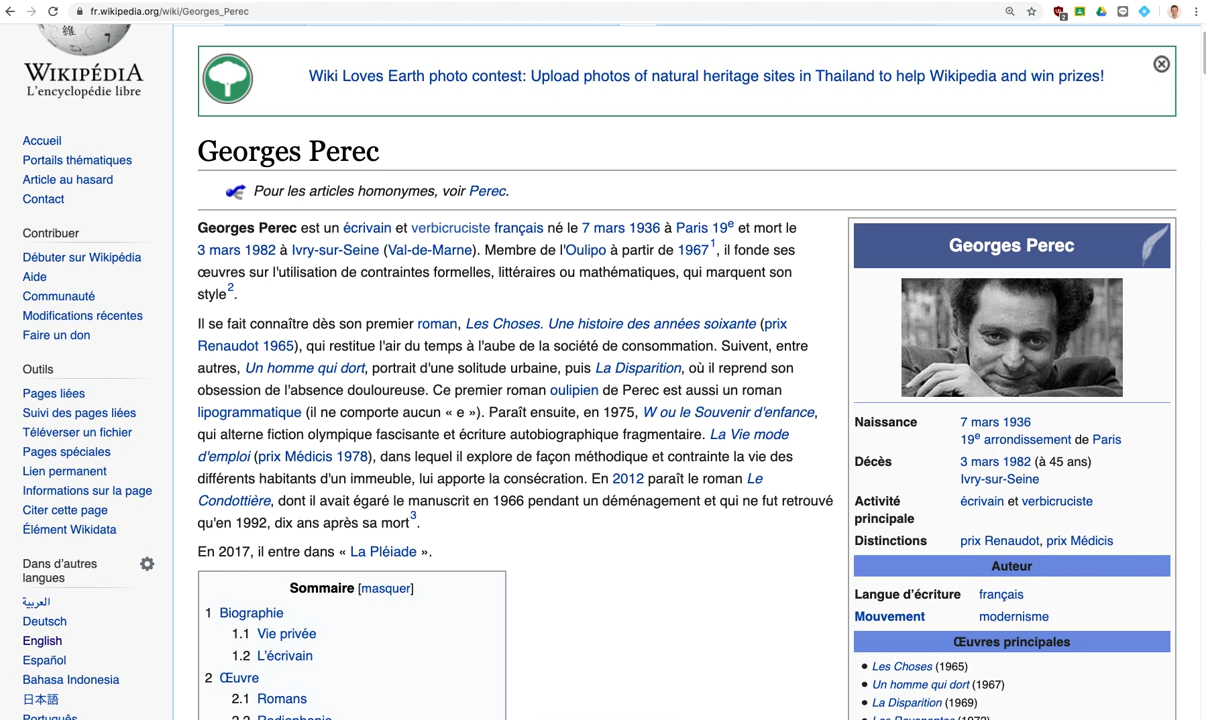 fr.wikipedia.org/wiki/Georges_Perec
WIKIPÉDIA
L'encyclopédie libre
Accueil
Portails thématiques
Article au hasard
Contact
Contribuer
Débuter sur Wikipédia
Aide
Communauté
Modifications récentes
Faire un don
Outils
Pages liées
Suivi des pages liées
Téléverser un fichier
Pages spéciales
Lien permanent
Informations sur la page
Citer cette page
Élément Wikidata
Dans d'autres
langues
العربية
Deutsch
English
Español
Bahasa Indonesia
日本語
Português
Wiki Loves Earth photo contest: Upload photos of natural heritage sites in Thailand to help Wikipedia and win prizes!
Georges Perec
Pour les articles homonymes, voir Perec.
Georges Perec est un écrivain et verbicruciste français né le 7 mars 1936 à Paris 19e et mort le
3 mars 1982 à Ivry-sur-Seine (Val-de-Marne). Membre de l'Oulipo à partir de 1967¹, il fonde ses
œuvres sur l'utilisation de contraintes formelles, littéraires ou mathématiques, qui marquent son
style².
Il se fait connaître dès son premier roman, Les Choses. Une histoire des années soixante (prix
Renaudot 1965), qui restitue l'air du temps à l'aube de la société de consommation. Suivent, entre
autres, Un homme qui dort, portrait d'une solitude urbaine, puis La Disparition, où il reprend son
obsession de l'absence douloureuse. Ce premier roman oulipien de Perec est aussi un roman
lipogrammatique (il ne comporte aucun « e »). Paraît ensuite, en 1975, W ou le Souvenir d'enfance,
qui alterne fiction olympique fascisante et écriture autobiographique fragmentaire. La Vie mode
d'emploi (prix Médicis 1978), dans lequel il explore de façon méthodique et contrainte la vie des
différents habitants d'un immeuble, lui apporte la consécration. En 2012 paraît le roman Le
Condottière, dont il avait égaré le manuscrit en 1966 pendant un déménagement et qui ne fut retrouvé
qu'en 1992, dix ans après sa mort³.
En 2017, il entre dans « La Pléiade ».
Sommaire [masquer]
1 Biographie
1.1 Vie privée
1.2 L'écrivain
2 Œuvre
2.1 Romans
2.2 Radiophonie
Georges Perec
Naissance 7 mars 1936
19e arrondissement de Paris
Décès 3 mars 1982 (à 45 ans)
Ivry-sur-Seine
Activité principale écrivain et verbicruciste
Distinctions prix Renaudot, prix Médicis
Auteur
Langue d'écriture français
Mouvement modernisme
Œuvres principales
Les Choses (1965)
Un homme qui dort (1967)
La Disparition (1969)